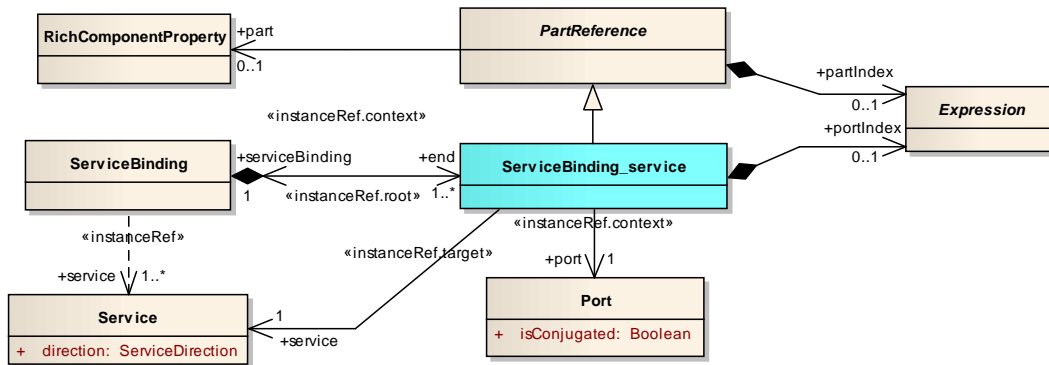 RichComponentProperty
+part
0..1
PartReference
+partIndex
0..1
Expression
+portIndex
0..1
«instanceRef.context»
ServiceBinding
+serviceBinding
1
+end
1..*
«instanceRef.root»
ServiceBinding_service
«instanceRef.context»
«instanceRef»
«instanceRef.target»
+service
1..*
+port
1
Service
+ direction: ServiceDirection
1
+service
Port
+ isConjugated: Boolean